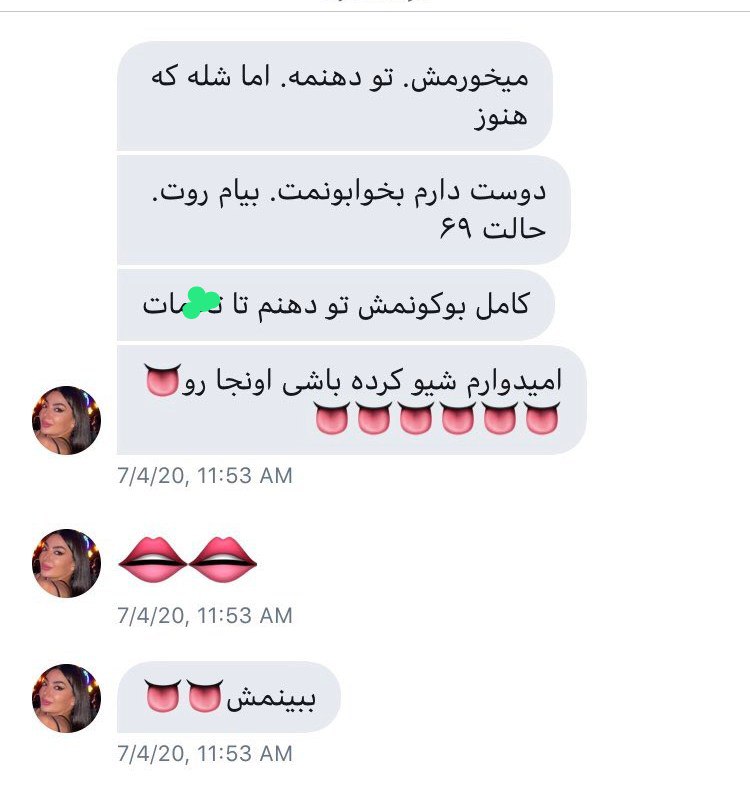 میخورمش. تو دهنمه. اما شله که
هنوز
دوست دارم بخوابونمت. بیام روت.
حالت ۶۹
کامل بوکونمش تو دهنم تا
امیدوارم شیو کرده باشی اونجا رو👅
👅👅👅👅👅👅
7/4/20, 11:53 AM
👄👄
7/4/20, 11:53 AM
ببینمش👅👅
7/4/20, 11:53 AM